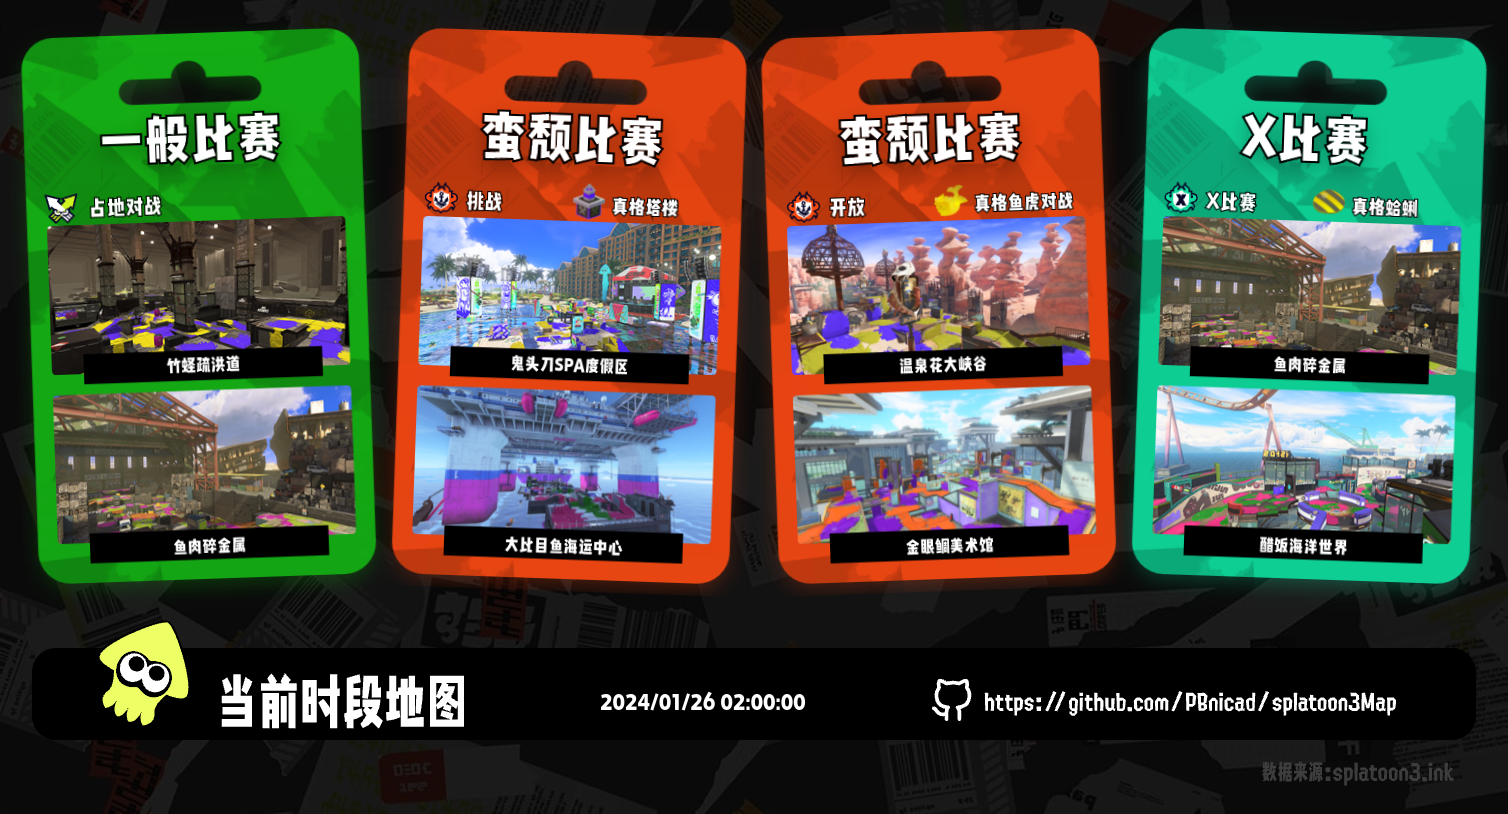 一般比赛
占地对战
竹蛏疏洪道
鱼肉碎金属
蛮颓比赛
挑战
真格塔楼
鬼头刀SPA度假区
大比目鱼海运中心
蛮颓比赛
开放
真格鱼虎对战
温泉花大峡谷
金眼鲷美术馆
X比赛
X比赛
真格蛤蜊
鱼肉碎金属
醋饭海洋世界
当前时段地图
2024/01/26 02:00:00
https://github.com/PBnicad/splatoon3Map
数据来源:splatoon3.ink